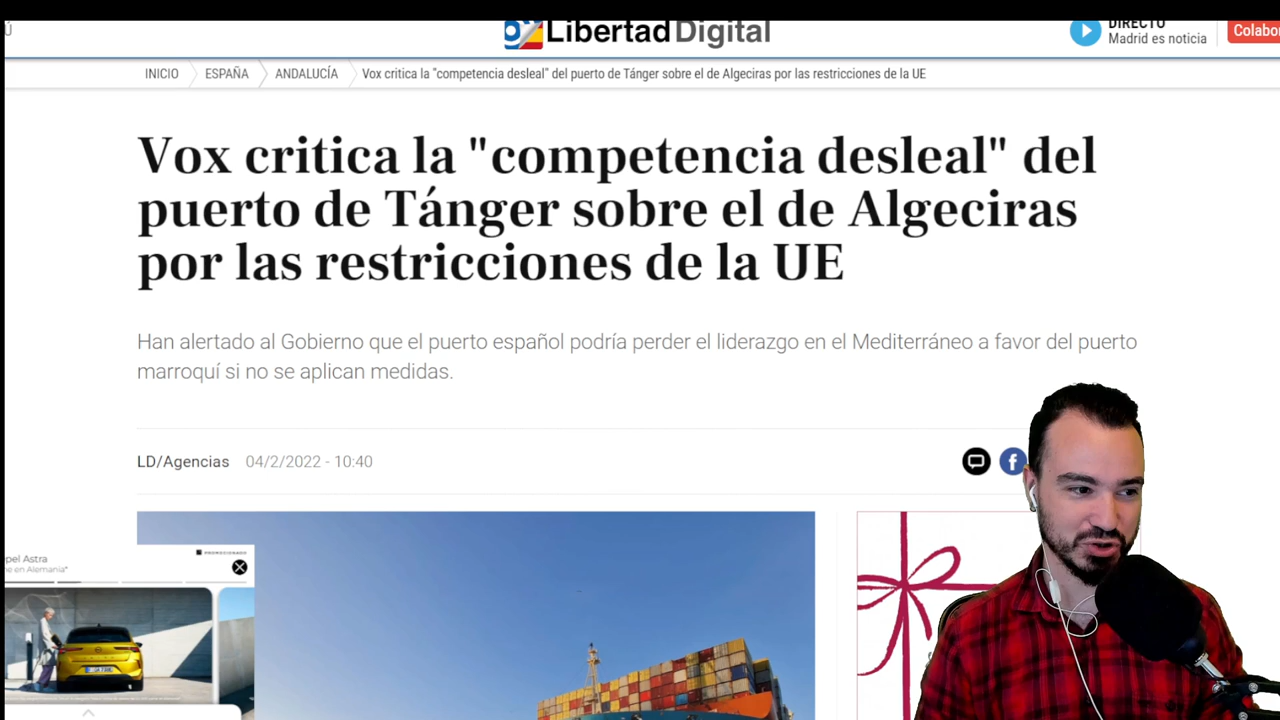 LibertadDigital
DIRECTO
Madrid es noticia
INICIO
ESPAÑA
ANDALUCÍA
Vox critica la "competencia desleal" del puerto de Tánger sobre el de Algeciras por las restricciones de la UE
Vox critica la "competencia desleal" del
puerto de Tánger sobre el de Algeciras
por las restricciones de la UE
Han alertado al Gobierno que el puerto español podría perder el liderazgo en el Mediterráneo a favor del puerto
marroquí si no se aplican medidas.
LD/Agencias 04/2/2022 - 10:40
PROMOCIONADO
Astra
en Alemania*